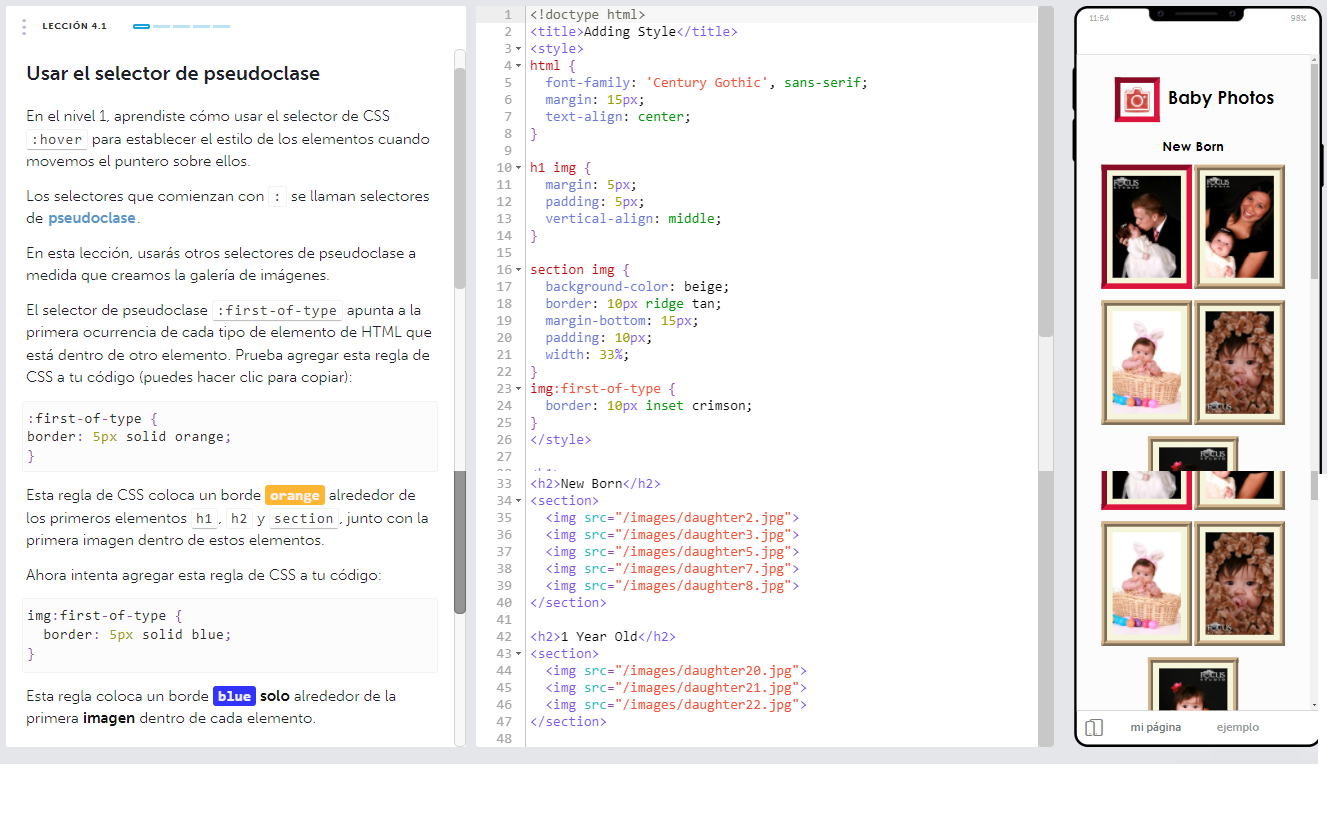 LECCIÓN 4.1
Usar el selector de pseudoclase
En el nivel 1, aprendiste cómo usar el selector de CSS
:hover para establecer el estilo de los elementos cuando
movemos el puntero sobre ellos.
Los selectores que comienzan con : se llaman selectores
de pseudoclase.
En esta lección, usarás otros selectores de pseudoclase a
medida que creamos la galería de imágenes.
El selector de pseudoclase :first-of-type apunta a la
primera ocurrencia de cada tipo de elemento de HTML que
está dentro de otro elemento. Prueba agregar esta regla de
CSS a tu código (puedes hacer clic para copiar):
:first-of-type {
border: 5px solid orange;
}
Esta regla de CSS coloca un borde orange alrededor de
los primeros elementos h1, h2 y section, junto con la
primera imagen dentro de estos elementos.
Ahora intenta agregar esta regla de CSS a tu código:
img:first-of-type {
border: 5px solid blue;
}
Esta regla coloca un borde blue solo alrededor de la
primera imagen dentro de cada elemento.
1 <!doctype html>
2 <title>Adding Style</title>
3 <style>
4 html {
5 font-family: 'Century Gothic', sans-serif;
6 margin: 15px;
7 text-align: center;
8 }
9
10 h1 img {
11 margin: 5px;
12 padding: 5px;
13 vertical-align: middle;
14 }
15
16 section img {
17 background-color: beige;
18 border: 10px ridge tan;
19 margin-bottom: 15px;
20 padding: 10px;
21 width: 33%;
22 }
23 img:first-of-type {
24 border: 10px inset crimson;
25 }
26 </style>
27
33 <h2>New Born</h2>
34 <section>
35 <img src="/images/daughter2.jpg">
36 <img src="/images/daughter3.jpg">
37 <img src="/images/daughter5.jpg">
38 <img src="/images/daughter7.jpg">
39 <img src="/images/daughter8.jpg">
40 </section>
41
42 <h2>1 Year Old</h2>
43 <section>
44 <img src="/images/daughter20.jpg">
45 <img src="/images/daughter21.jpg">
46 <img src="/images/daughter22.jpg">
47 </section>
48
11:54
98%
Baby Photos
New Born
FOCUS
FOCUS
FOCUS
FOCUS
mi página
ejemplo